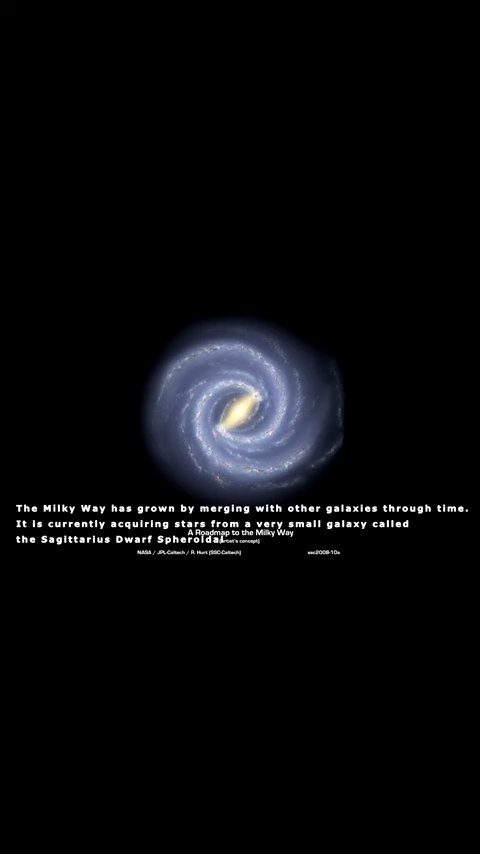 The Milky Way has grown by merging with other galaxies through time.
It is currently acquiring stars from a very small galaxy called
the Sagittarius Dwarf Spheroidal
A Roadmap to the Milky Way
(artist's concept)
NASA / JPL-Caltech / R. Hurt (SSC-Caltech)
ssc2008-10a